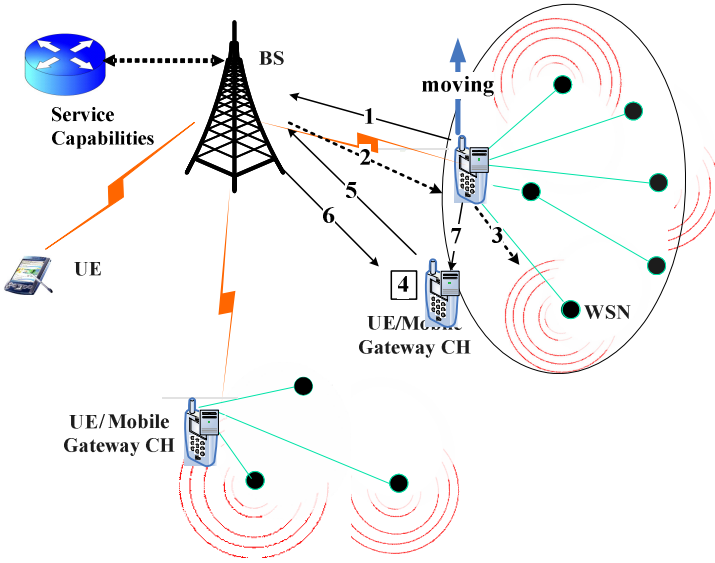 BS
moving
Service
Capabilities
1
2
5
6
7
3
4
UE
WSN
UE/Mobile
Gateway CH
UE/Mobile
Gateway CH